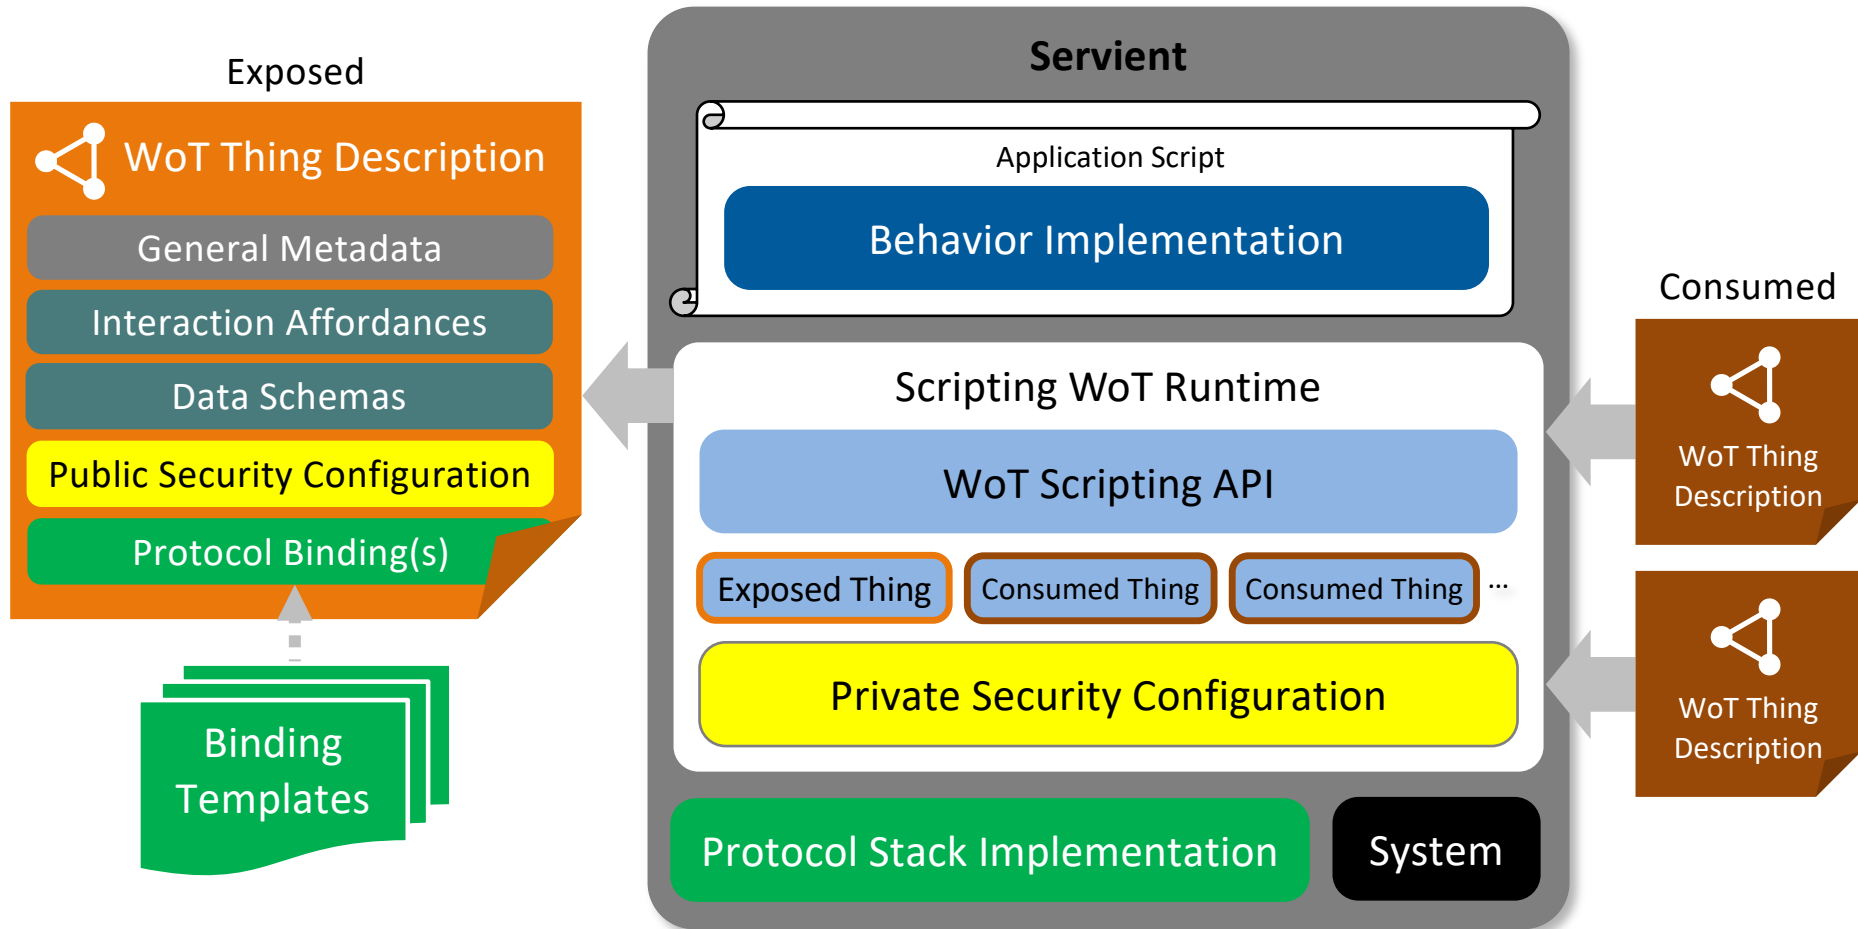 Exposed
WoT Thing Description
General Metadata
Interaction Affordances
Data Schemas
Public Security Configuration
Protocol Binding(s)
Binding
Templates
Servient
Application Script
Behavior Implementation
Scripting WoT Runtime
WoT Scripting API
Exposed Thing
Consumed Thing
Consumed Thing
...
Private Security Configuration
Protocol Stack Implementation
System
Consumed
WoT Thing
Description
WoT Thing
Description